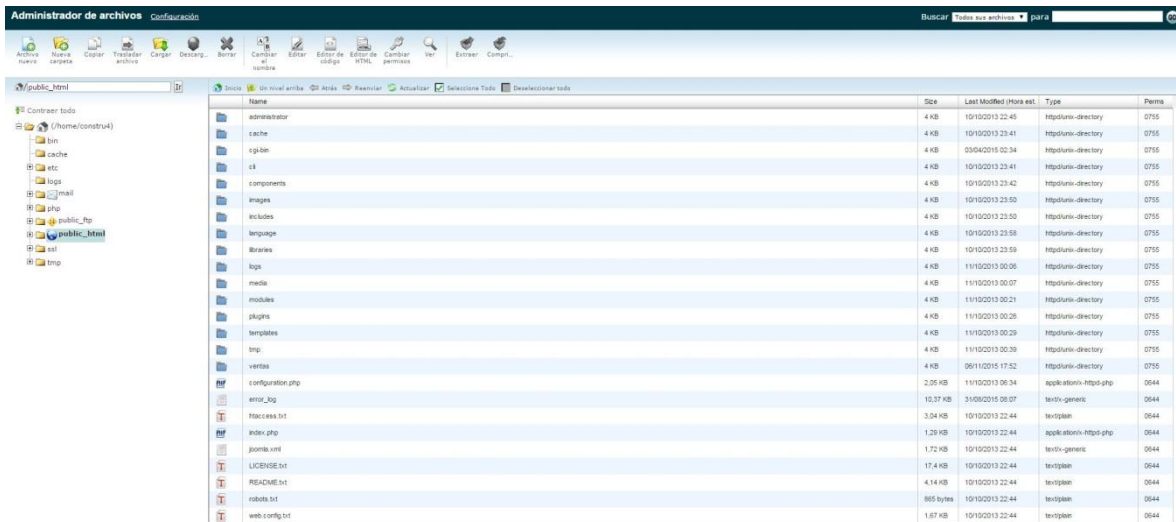 Administrador de archivos Configuración
Buscar Todos sus archivos para
Archivo nuevo
Nueva carpeta
Copiar
Trasladar archivo
Cargar
Descarg...
Borrar
Cambiar el nombre
Editar
Editor de código
Editor de HTML
Cambiar permisos
Ver
Extraer
Compri...
/public_html Ir
Inicio Un nivel arriba Atrás Reenviar Actualizar Seleccione Todo Deseleccionar todo
Contraer todo
(/home/constru4)
bin
cache
etc
logs
mail
php
public_ftp
public_html
ssl
tmp
Name Size Last Modified (Hora est. Type Perms
administrator 4 KB 10/10/2013 22:45 httpd/unix-directory 0755
cache 4 KB 10/10/2013 23:41 httpd/unix-directory 0755
cgi-bin 4 KB 03/04/2015 02:34 httpd/unix-directory 0755
cli 4 KB 10/10/2013 23:41 httpd/unix-directory 0755
components 4 KB 10/10/2013 23:42 httpd/unix-directory 0755
images 4 KB 10/10/2013 23:50 httpd/unix-directory 0755
includes 4 KB 10/10/2013 23:50 httpd/unix-directory 0755
language 4 KB 10/10/2013 23:58 httpd/unix-directory 0755
libraries 4 KB 10/10/2013 23:59 httpd/unix-directory 0755
logs 4 KB 11/10/2013 00:06 httpd/unix-directory 0755
media 4 KB 11/10/2013 00:07 httpd/unix-directory 0755
modules 4 KB 11/10/2013 00:21 httpd/unix-directory 0755
plugins 4 KB 11/10/2013 00:26 httpd/unix-directory 0755
templates 4 KB 11/10/2013 00:29 httpd/unix-directory 0755
tmp 4 KB 11/10/2013 00:39 httpd/unix-directory 0755
ventas 4 KB 06/11/2015 17:52 httpd/unix-directory 0755
configuration.php 2,05 KB 11/10/2013 06:34 application/x-httpd-php 0644
error_log 10,37 KB 31/08/2015 08:07 text/x-generic 0644
htaccess.txt 3,04 KB 10/10/2013 22:44 text/plain 0644
index.php 1,29 KB 10/10/2013 22:44 application/x-httpd-php 0644
joomla.xml 1,72 KB 10/10/2013 22:44 text/x-generic 0644
LICENSE.txt 17,4 KB 10/10/2013 22:44 text/plain 0644
README.txt 4,14 KB 10/10/2013 22:44 text/plain 0644
robots.txt 865 bytes 10/10/2013 22:44 text/plain 0644
web.config.txt 1,67 KB 10/10/2013 22:44 text/plain 0644